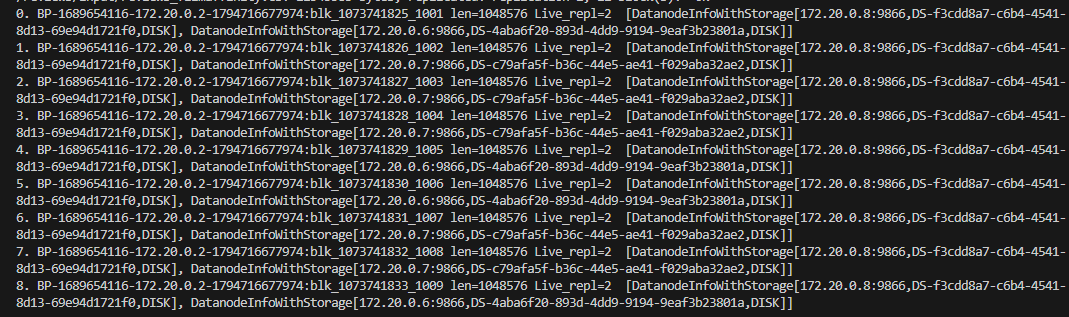 0. BP-1689654116-172.20.0.2-1794716677974:blk_1073741825_1001 len=1048576 Live_repl=2  [DatanodeInfoWithStorage[172.20.0.8:9866,DS-f3cdd8a7-c6b4-4541-
8d13-69e94d1721f0,DISK], DatanodeInfoWithStorage[172.20.0.6:9866,DS-4aba6f20-893d-4dd9-9194-9eaf3b23801a,DISK]]
1. BP-1689654116-172.20.0.2-1794716677974:blk_1073741826_1002 len=1048576 Live_repl=2  [DatanodeInfoWithStorage[172.20.0.8:9866,DS-f3cdd8a7-c6b4-4541-
8d13-69e94d1721f0,DISK], DatanodeInfoWithStorage[172.20.0.7:9866,DS-c79afa5f-b36c-44e5-ae41-f029aba32ae2,DISK]]
2. BP-1689654116-172.20.0.2-1794716677974:blk_1073741827_1003 len=1048576 Live_repl=2  [DatanodeInfoWithStorage[172.20.0.8:9866,DS-f3cdd8a7-c6b4-4541-
8d13-69e94d1721f0,DISK], DatanodeInfoWithStorage[172.20.0.7:9866,DS-c79afa5f-b36c-44e5-ae41-f029aba32ae2,DISK]]
3. BP-1689654116-172.20.0.2-1794716677974:blk_1073741828_1004 len=1048576 Live_repl=2  [DatanodeInfoWithStorage[172.20.0.8:9866,DS-f3cdd8a7-c6b4-4541-
8d13-69e94d1721f0,DISK], DatanodeInfoWithStorage[172.20.0.7:9866,DS-c79afa5f-b36c-44e5-ae41-f029aba32ae2,DISK]]
4. BP-1689654116-172.20.0.2-1794716677974:blk_1073741829_1005 len=1048576 Live_repl=2  [DatanodeInfoWithStorage[172.20.0.8:9866,DS-f3cdd8a7-c6b4-4541-
8d13-69e94d1721f0,DISK], DatanodeInfoWithStorage[172.20.0.6:9866,DS-4aba6f20-893d-4dd9-9194-9eaf3b23801a,DISK]]
5. BP-1689654116-172.20.0.2-1794716677974:blk_1073741830_1006 len=1048576 Live_repl=2  [DatanodeInfoWithStorage[172.20.0.8:9866,DS-f3cdd8a7-c6b4-4541-
8d13-69e94d1721f0,DISK], DatanodeInfoWithStorage[172.20.0.6:9866,DS-4aba6f20-893d-4dd9-9194-9eaf3b23801a,DISK]]
6. BP-1689654116-172.20.0.2-1794716677974:blk_1073741831_1007 len=1048576 Live_repl=2  [DatanodeInfoWithStorage[172.20.0.8:9866,DS-f3cdd8a7-c6b4-4541-
8d13-69e94d1721f0,DISK], DatanodeInfoWithStorage[172.20.0.7:9866,DS-c79afa5f-b36c-44e5-ae41-f029aba32ae2,DISK]]
7. BP-1689654116-172.20.0.2-1794716677974:blk_1073741832_1008 len=1048576 Live_repl=2  [DatanodeInfoWithStorage[172.20.0.8:9866,DS-f3cdd8a7-c6b4-4541-
8d13-69e94d1721f0,DISK], DatanodeInfoWithStorage[172.20.0.7:9866,DS-c79afa5f-b36c-44e5-ae41-f029aba32ae2,DISK]]
8. BP-1689654116-172.20.0.2-1794716677974:blk_1073741833_1009 len=1048576 Live_repl=2  [DatanodeInfoWithStorage[172.20.0.8:9866,DS-f3cdd8a7-c6b4-4541-
8d13-69e94d1721f0,DISK], DatanodeInfoWithStorage[172.20.0.6:9866,DS-4aba6f20-893d-4dd9-9194-9eaf3b23801a,DISK]]